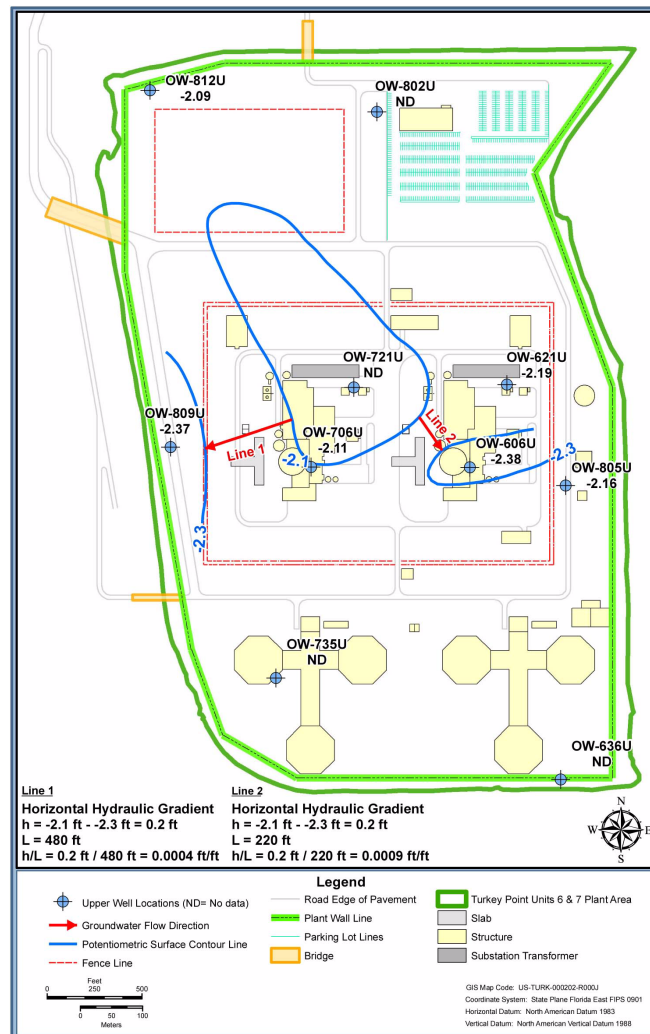 OW-812U
-2.09
OW-802U
ND
OW-721U
ND
OW-621U
-2.19
OW-809U
-2.37
Line 1
OW-706U
-2.11
-2.1
Line 2
OW-606U
-2.38
-2.3
OW-805U
-2.16
-2.3
OW-735U
ND
OW-636U
ND
Line 1
Horizontal Hydraulic Gradient
h = -2.1 ft - -2.3 ft = 0.2 ft
L = 480 ft
h/L = 0.2 ft / 480 ft = 0.0004 ft/ft
Line 2
Horizontal Hydraulic Gradient
h = -2.1 ft - -2.3 ft = 0.2 ft
L = 220 ft
h/L = 0.2 ft / 220 ft = 0.0009 ft/ft
N
W E
S
Legend
Upper Well Locations (ND= No data)
Groundwater Flow Direction
Potentiometric Surface Contour Line
Fence Line
Road Edge of Pavement
Plant Wall Line
Parking Lot Lines
Bridge
Turkey Point Units 6 & 7 Plant Area
Slab
Structure
Substation Transformer
Feet
0 250 500
0 50 100
Meters
GIS Map Code: US-TURK-000202-R000J
Coordinate System: State Plane Florida East FIPS 0901
Horizontal Datum: North American Datum 1983
Vertical Datum: North American Vertical Datum 1988